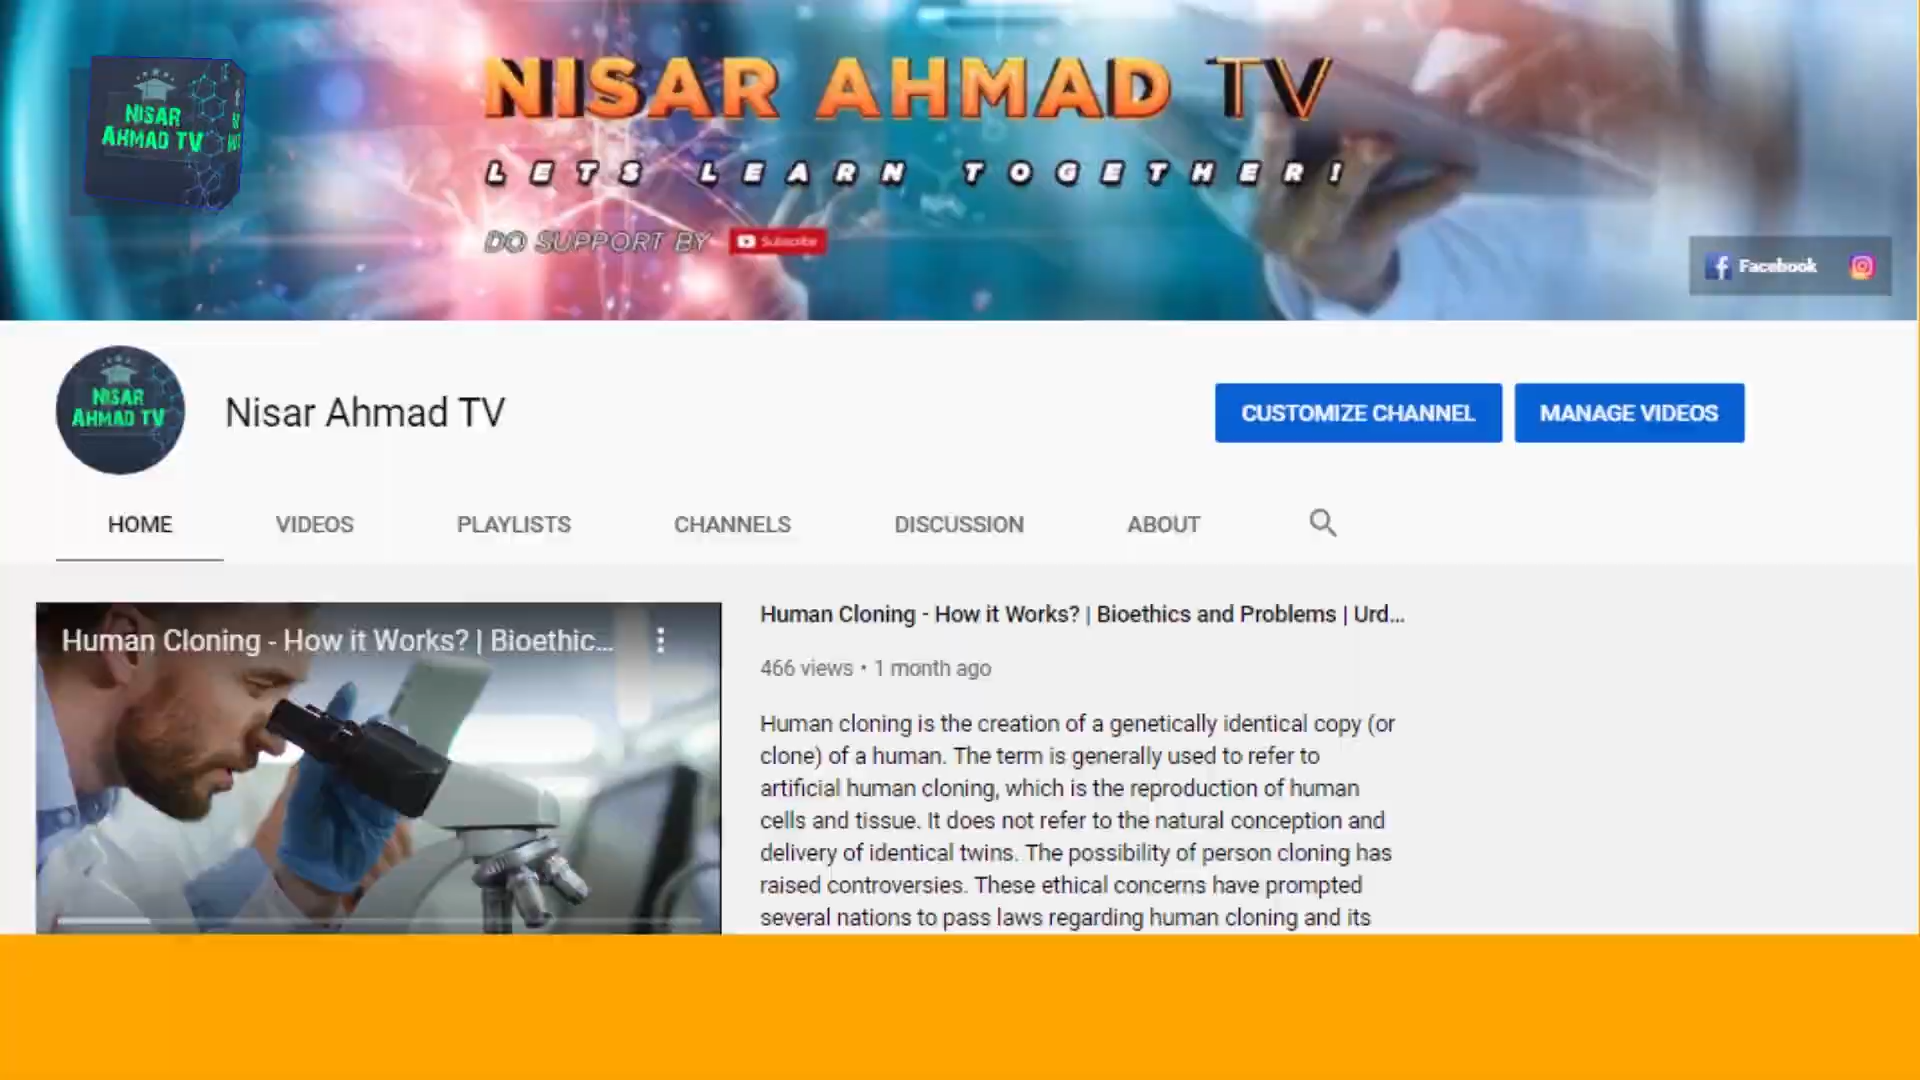 NISAR
AHMAD TV
NISAR AHMAD TV
LETS LEARN TOGETHER!
DO SUPPORT BY Subscribe
Facebook
NISAR
AHMAD TV
Nisar Ahmad TV
CUSTOMIZE CHANNEL
MANAGE VIDEOS
HOME VIDEOS PLAYLISTS CHANNELS DISCUSSION ABOUT
Human Cloning - How it Works? | Bioethic...
Human Cloning - How it Works? | Bioethics and Problems | Urd...
466 views • 1 month ago
Human cloning is the creation of a genetically identical copy (or
clone) of a human. The term is generally used to refer to
artificial human cloning, which is the reproduction of human
cells and tissue. It does not refer to the natural conception and
delivery of identical twins. The possibility of person cloning has
raised controversies. These ethical concerns have prompted
several nations to pass laws regarding human cloning and its